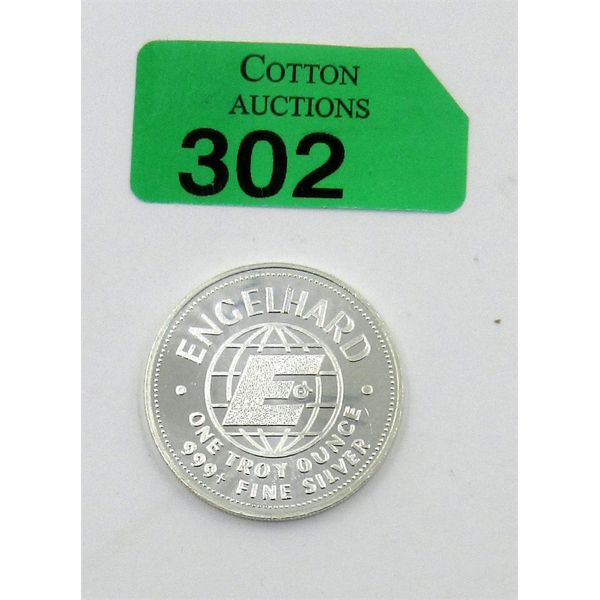 COTTON
AUCTIONS
302
ENGELHARD
E
ONE TROY OUNCE
999+ FINE SILVER